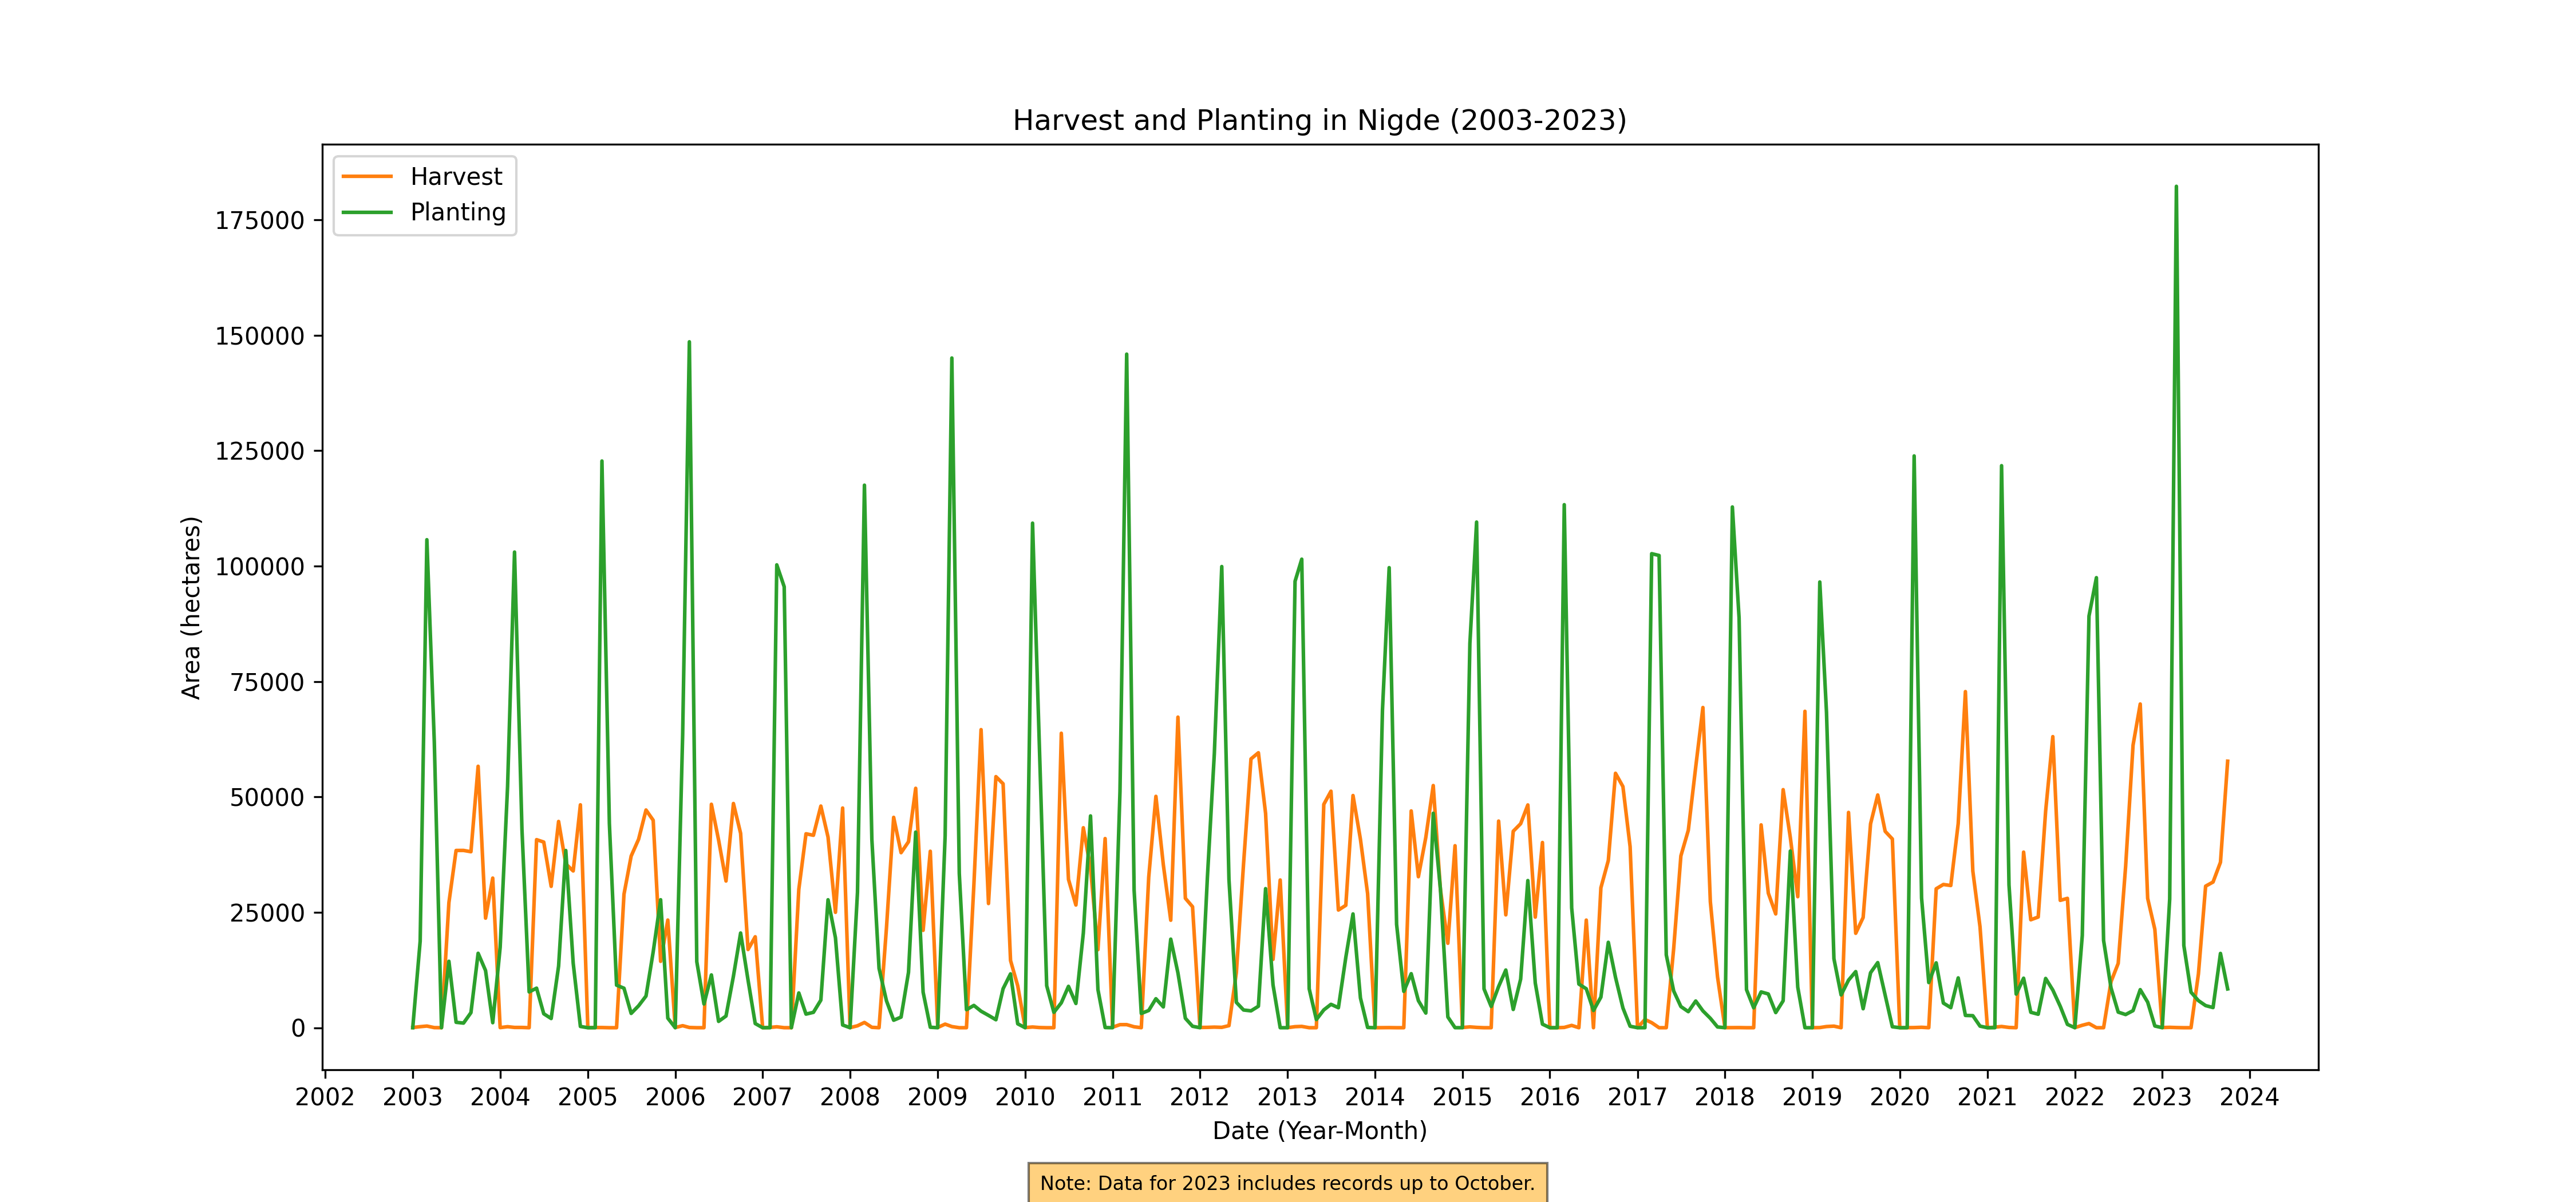 Harvest and Planting in Nigde (2003-2023)
Harvest
Planting
175000
150000
125000
100000
75000
50000
25000
0
Area (hectares)
2002 2003 2004 2005 2006 2007 2008 2009 2010 2011 2012 2013 2014 2015 2016 2017 2018 2019 2020 2021 2022 2023 2024
Date (Year-Month)
Note: Data for 2023 includes records up to October.